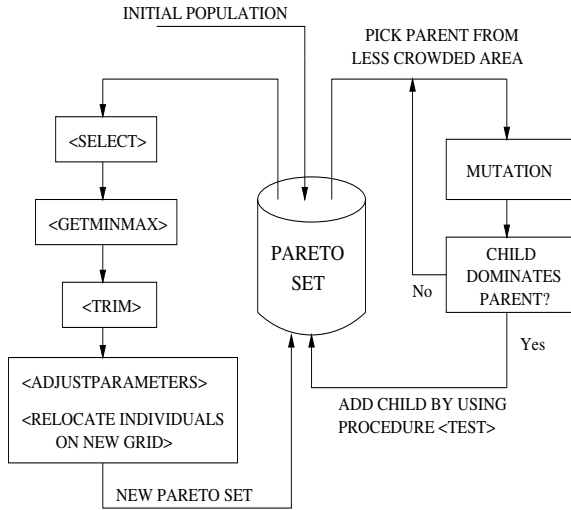 INITIAL POPULATION
PICK PARENT FROM
LESS CROWDED AREA
<SELECT>
MUTATION
<GETMINMAX>
PARETO
SET
CHILD
DOMINATES
PARENT?
No
Yes
<TRIM>
<ADJUSTPARAMETERS>
<RELOCATE INDIVIDUALS
ON NEW GRID>
ADD CHILD BY USING
PROCEDURE <TEST>
NEW PARETO SET